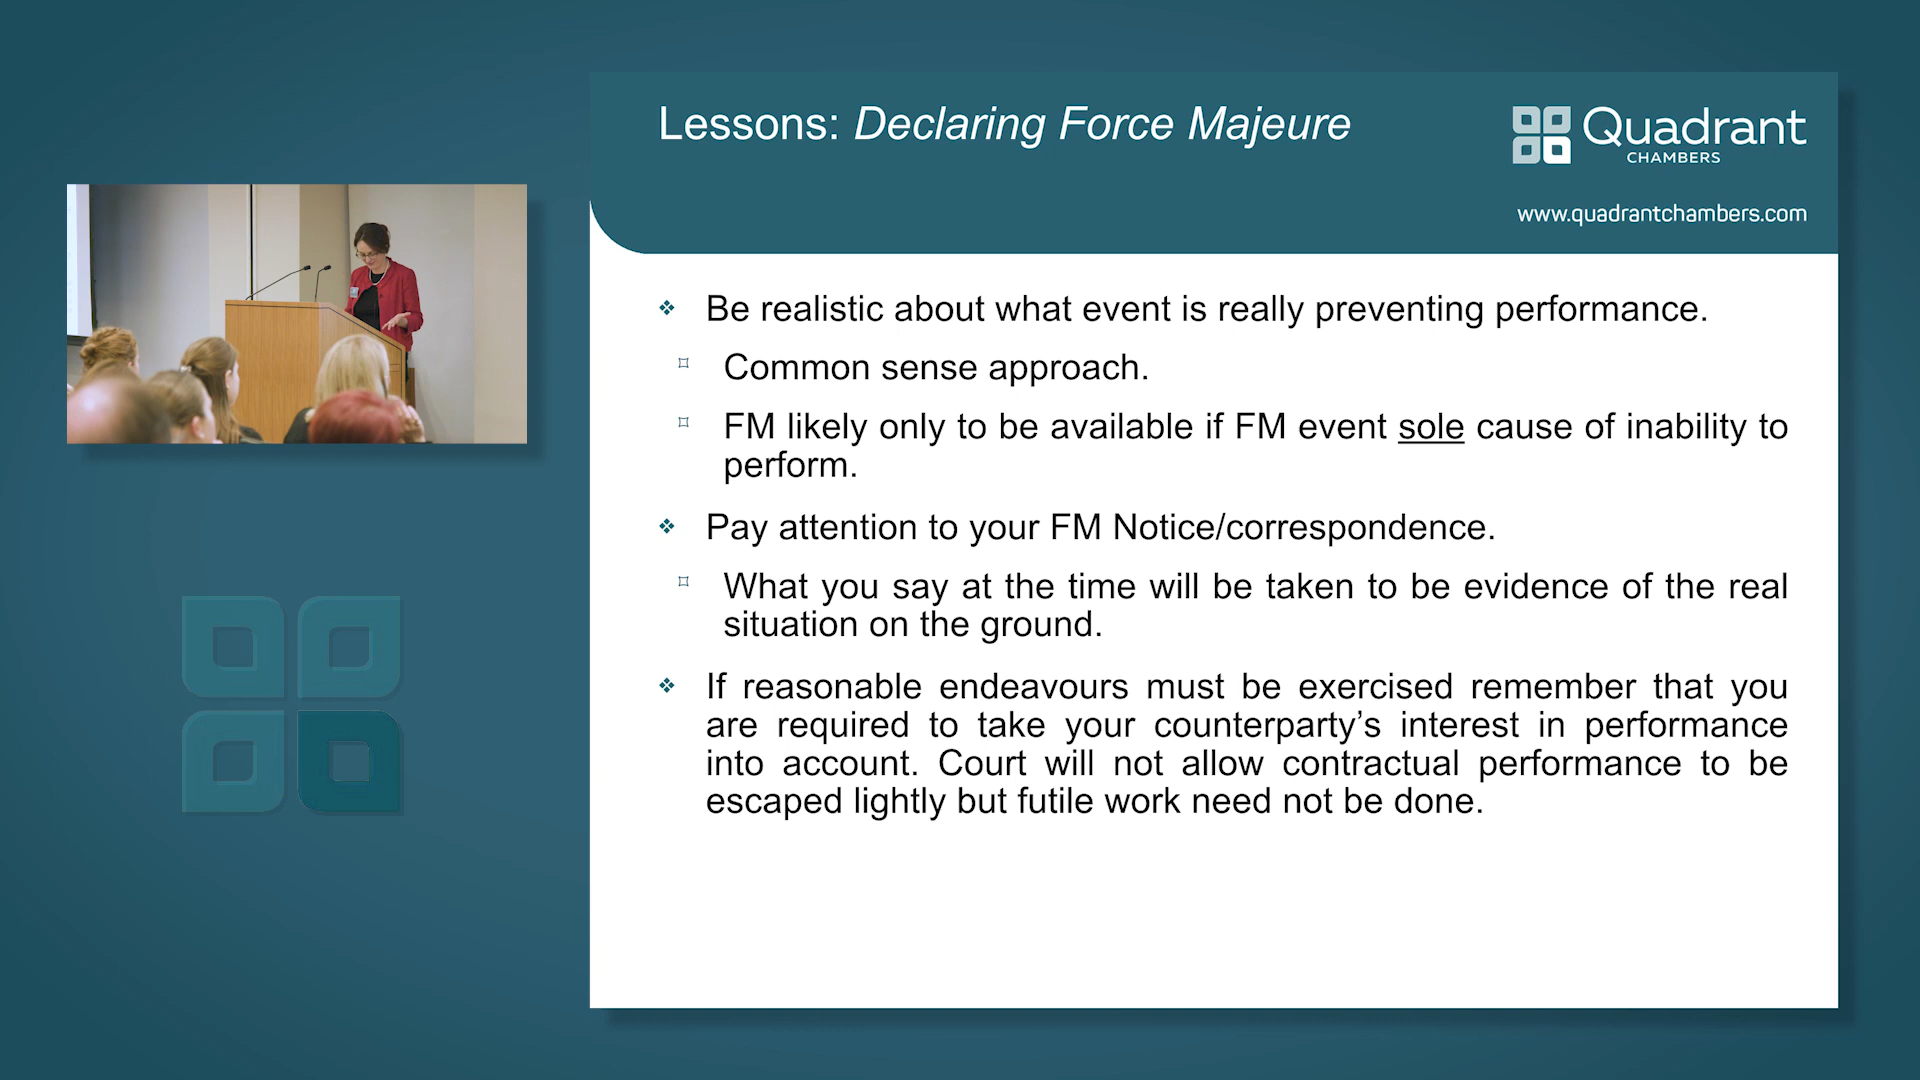 Lessons: Declaring Force Majeure
Quadrant
CHAMBERS
www.quadrantchambers.com
Be realistic about what event is really preventing performance.
Common sense approach.
FM likely only to be available if FM event sole cause of inability to
perform.
Pay attention to your FM Notice/correspondence.
What you say at the time will be taken to be evidence of the real
situation on the ground.
If reasonable endeavours must be exercised remember that you
are required to take your counterparty’s interest in performance
into account. Court will not allow contractual performance to be
escaped lightly but futile work need not be done.